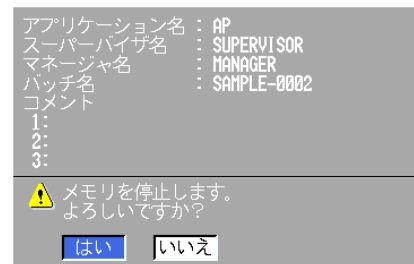 アプリケーション名 : AP
スーパーバイザ名 : SUPERVISOR
マネージャ名 : MANAGER
バッチ名 : SAMPLE-0002
コメント
1:
2:
3:
メモリを停止します。
よろしいですか?
はい いいえ